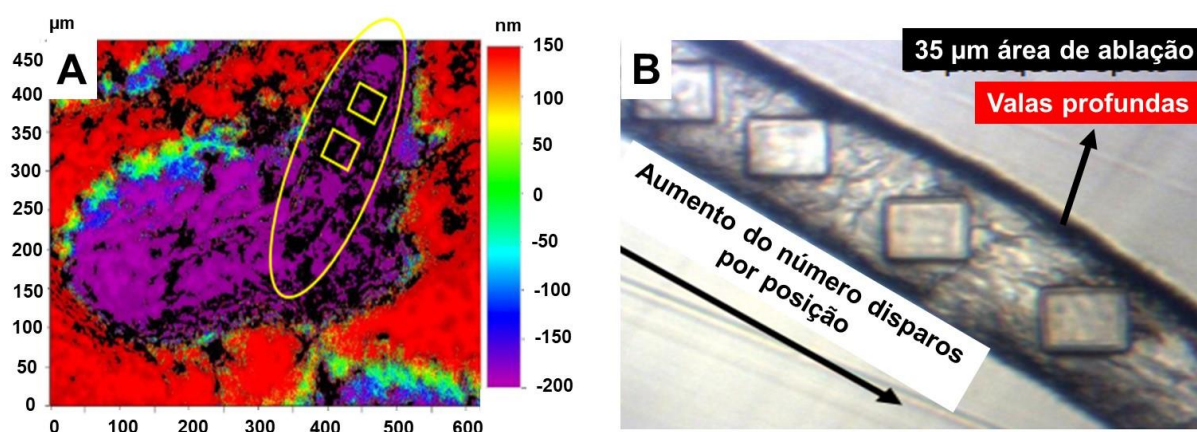 µm
nm
A
450
400
350
300
250
200
150
100
50
0
0 100 200 300 400 500 600
150
100
50
0
-50
-100
-150
-200
B
35 µm área de ablação
Valas profundas
Aumento do número disparos
por posição